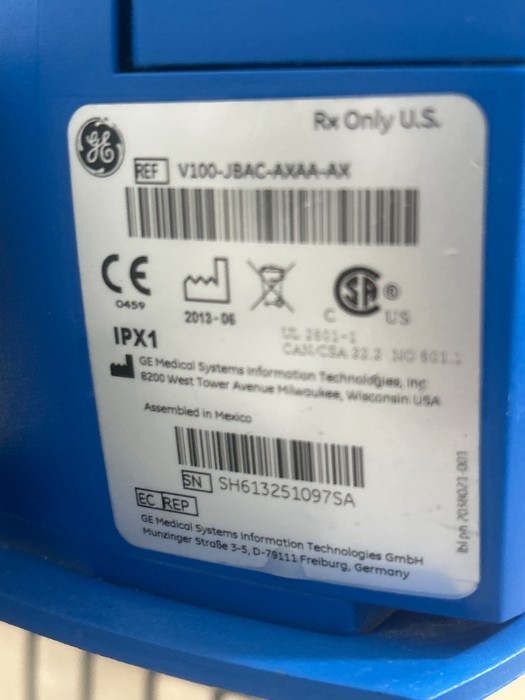 GE
Rx Only U.S.
REF V100-JBAC-AXAA-AX
CE
0459
2013-06
SA ®
C US
IPX1
UL 2601-1
CAN/CSA 22.2 NO 601.1
GE Medical Systems Information Technologies, Inc
8200 West Tower Avenue Milwaukee, Wisconsin USA
Assembled in Mexico
SN SH613251097SA
EC REP
GE Medical Systems Information Technologies GmbH
Munzinger Straße 3-5, D-79111 Freiburg, Germany